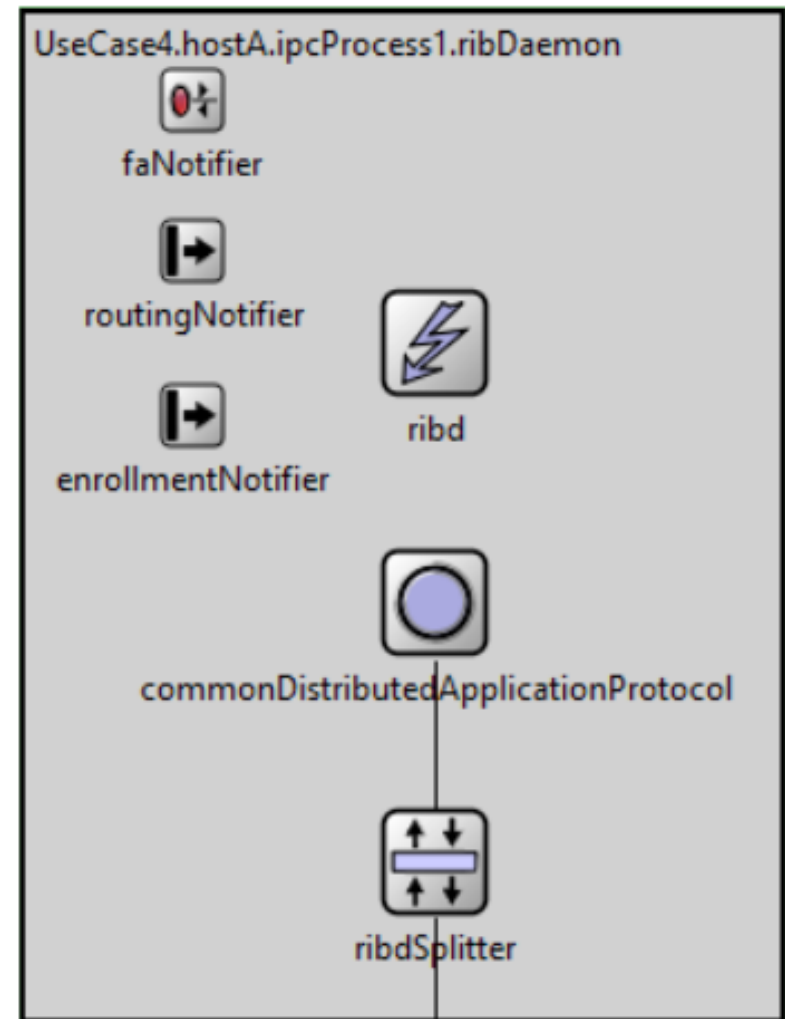 UseCase4.hostA.ipcProcess1.ribDaemon
faNotifier
routingNotifier
ribd
enrollmentNotifier
commonDistributedApplicationProtocol
ribdSplitter